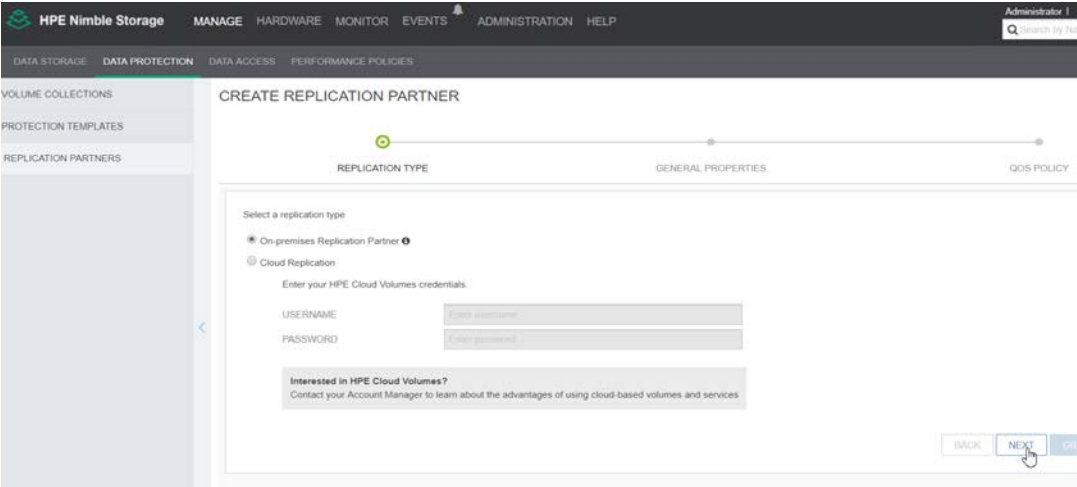 HPE Nimble Storage MANAGE HARDWARE MONITOR EVENTS ADMINISTRATION HELP
Administrator
Search by
DATA STORAGE DATA PROTECTION DATA ACCESS PERFORMANCE POLICIES
VOLUME COLLECTIONS
PROTECTION TEMPLATES
REPLICATION PARTNERS
CREATE REPLICATION PARTNER
REPLICATION TYPE GENERAL PROPERTIES QOS POLICY
Select a replication type
On-premises Replication Partner
Cloud Replication
Enter your HPE Cloud Volumes credentials.
USERNAME Enter username
PASSWORD Enter password
Interested in HPE Cloud Volumes?
Contact your Account Manager to learn about the advantages of using cloud-based volumes and services
BACK NEXT